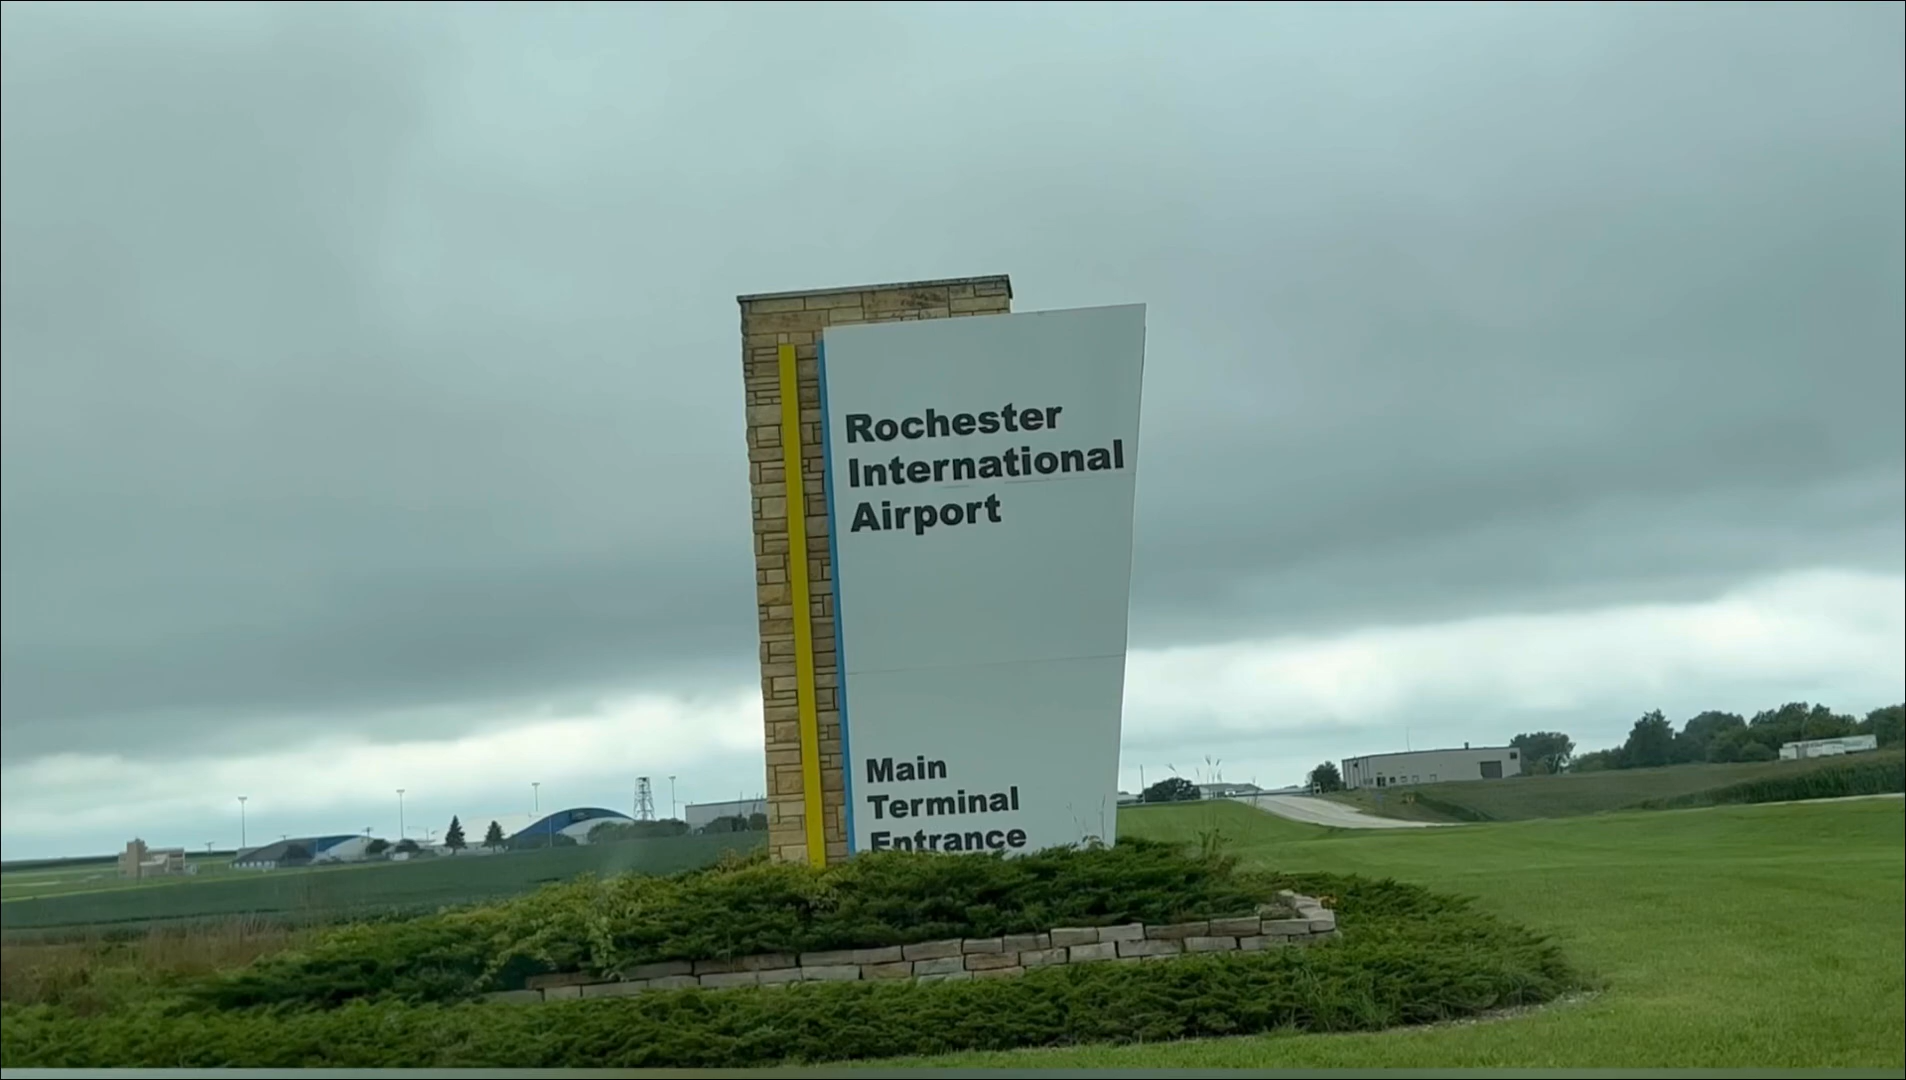 Rochester
International
Airport
Main
Terminal
Entrance